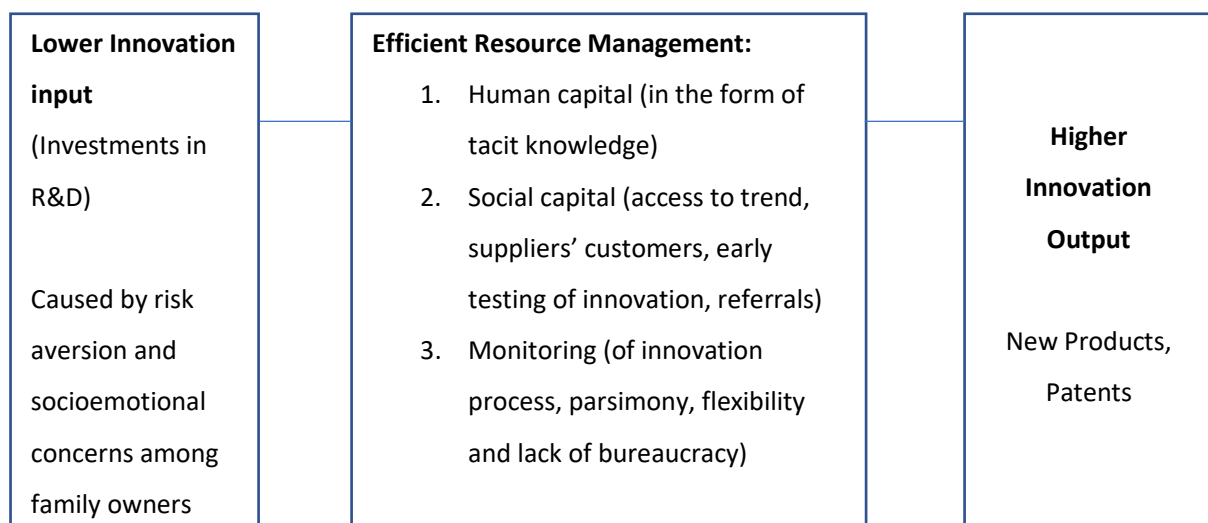 Lower Innovation
input
(Investments in
R&D)
Caused by risk
aversion and
socioemotional
concerns among
family owners
Efficient Resource Management:
1. Human capital (in the form of
tacit knowledge)
2. Social capital (access to trend,
suppliers’ customers, early
testing of innovation, referrals)
3. Monitoring (of innovation
process, parsimony, flexibility
and lack of bureaucracy)
Higher
Innovation
Output
New Products,
Patents